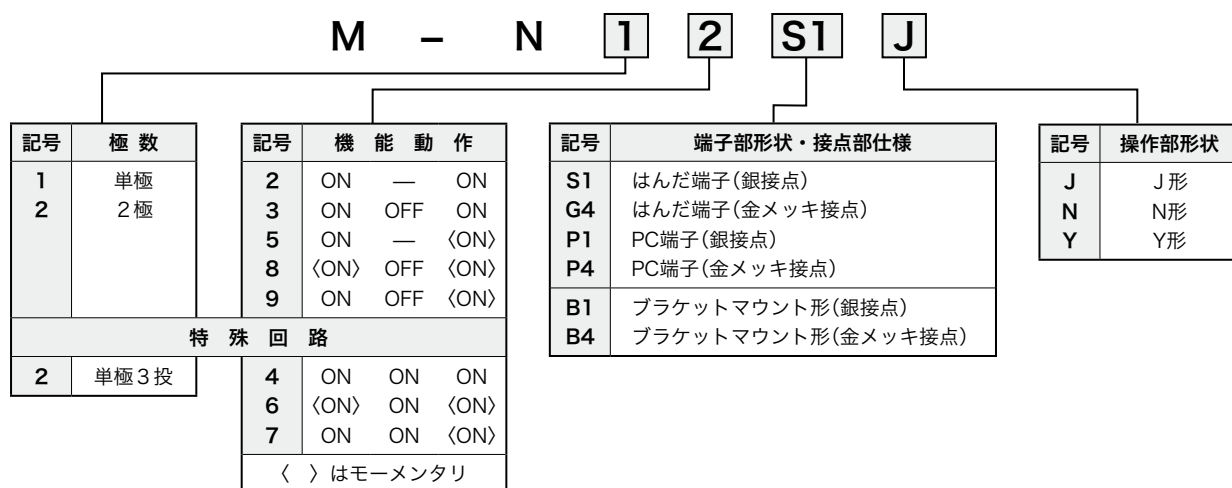 M – N 1 2 S1 J
記号 極 数
1 単極
2 2極
記号 機 能 動 作
2 ON — ON
3 ON OFF ON
5 ON — 〈ON〉
8 〈ON〉 OFF 〈ON〉
9 ON OFF 〈ON〉
特 殊 回 路
2 単極3投
4 ON ON ON
6 〈ON〉 ON 〈ON〉
7 ON ON 〈ON〉
〈 〉はモーメンタリ
記号 端子部形状・接点部仕様
S1 はんだ端子(銀接点)
G4 はんだ端子(金メッキ接点)
P1 PC端子(銀接点)
P4 PC端子(金メッキ接点)
B1 ブラケットマウント形(銀接点)
B4 ブラケットマウント形(金メッキ接点)
記号 操作部形状
J J形
N N形
Y Y形